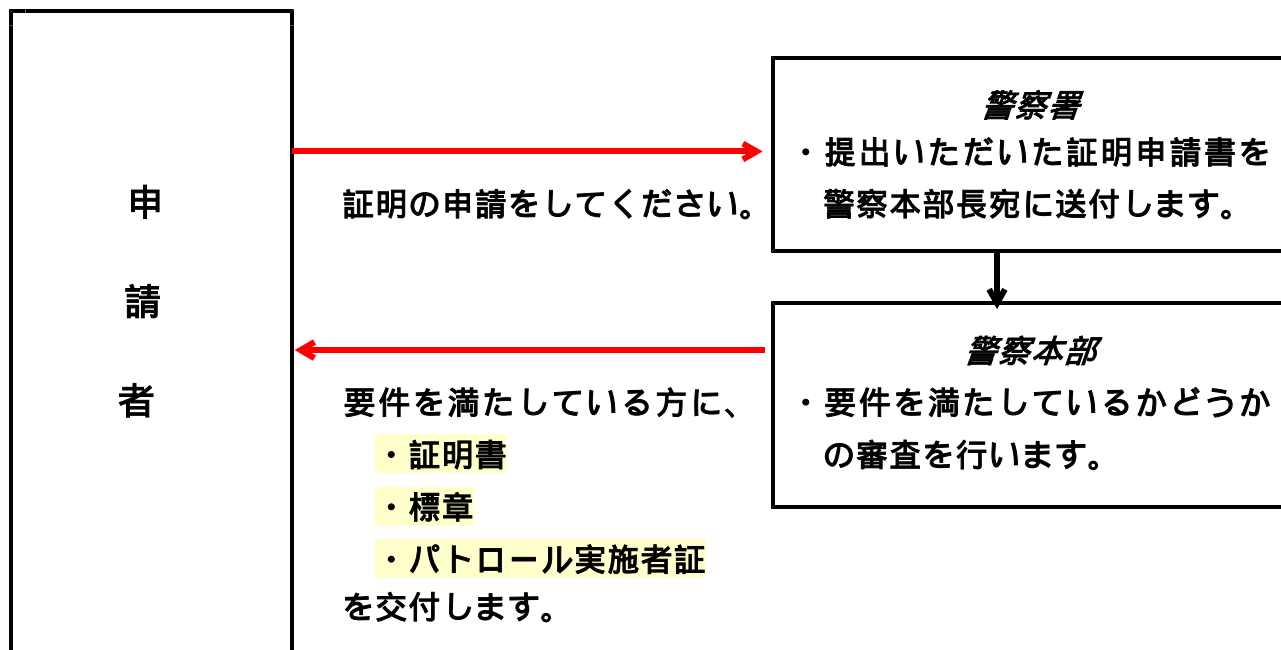 申
請
者
証明の申請をしてください。
警察署
・提出いただいた証明申請書を
警察本部長宛に送付します。
警察本部
・要件を満たしているかどうか
の審査を行います。
要件を満たしている方に、
・証明書
・標章
・パトロール実施者証
を交付します。